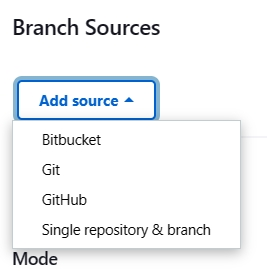 Branch Sources
Add source
Bitbucket
Git
GitHub
Single repository & branch
Mode